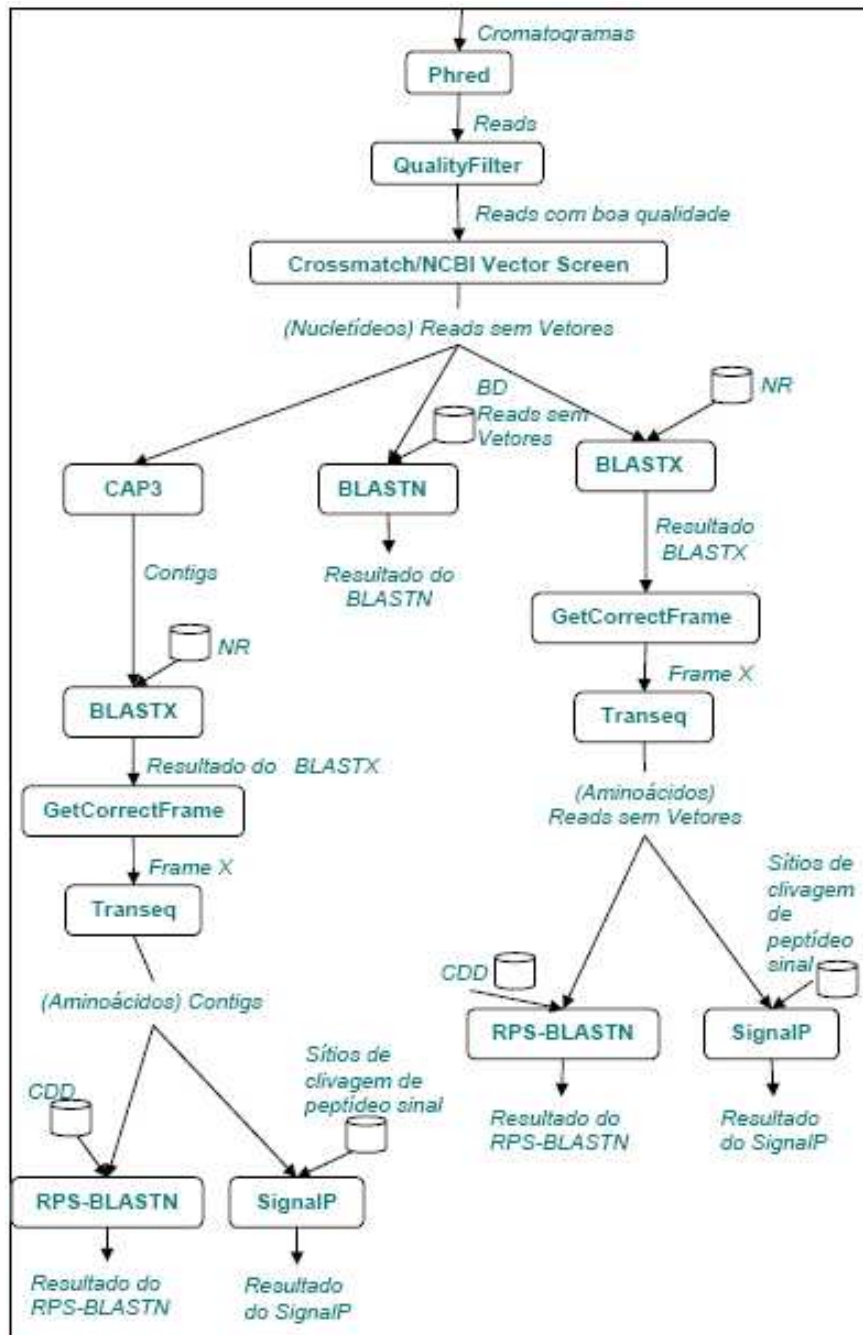 Cromatogramas
Phred
Reads
QualityFilter
Reads com boa qualidade
Crossmatch/NCBI Vector Screen
(Nucletídeos) Reads sem Vetores
BD
Reads sem
Vetores
NR
CAP3
BLASTN
BLASTX
Contigs
Resultado do
BLASTN
Resultado
BLASTX
NR
BLASTX
GetCorrectFrame
Frame X
Transeq
Resultado do BLASTX
GetCorrectFrame
Frame X
Transeq
(Aminoácidos)
Reads sem Vetores
Sítios de
clivagem
de
peptídeo
sinal
CDD
RPS-BLASTN
SignalP
Resultado do
RPS-BLASTN
Resultado
do SignalP
(Aminoácidos) Contigs
CDD
Sítios de
clivagem de
peptídeo sinal
RPS-BLASTN
SignalP
Resultado do
RPS-BLASTN
Resultado
do SignalP